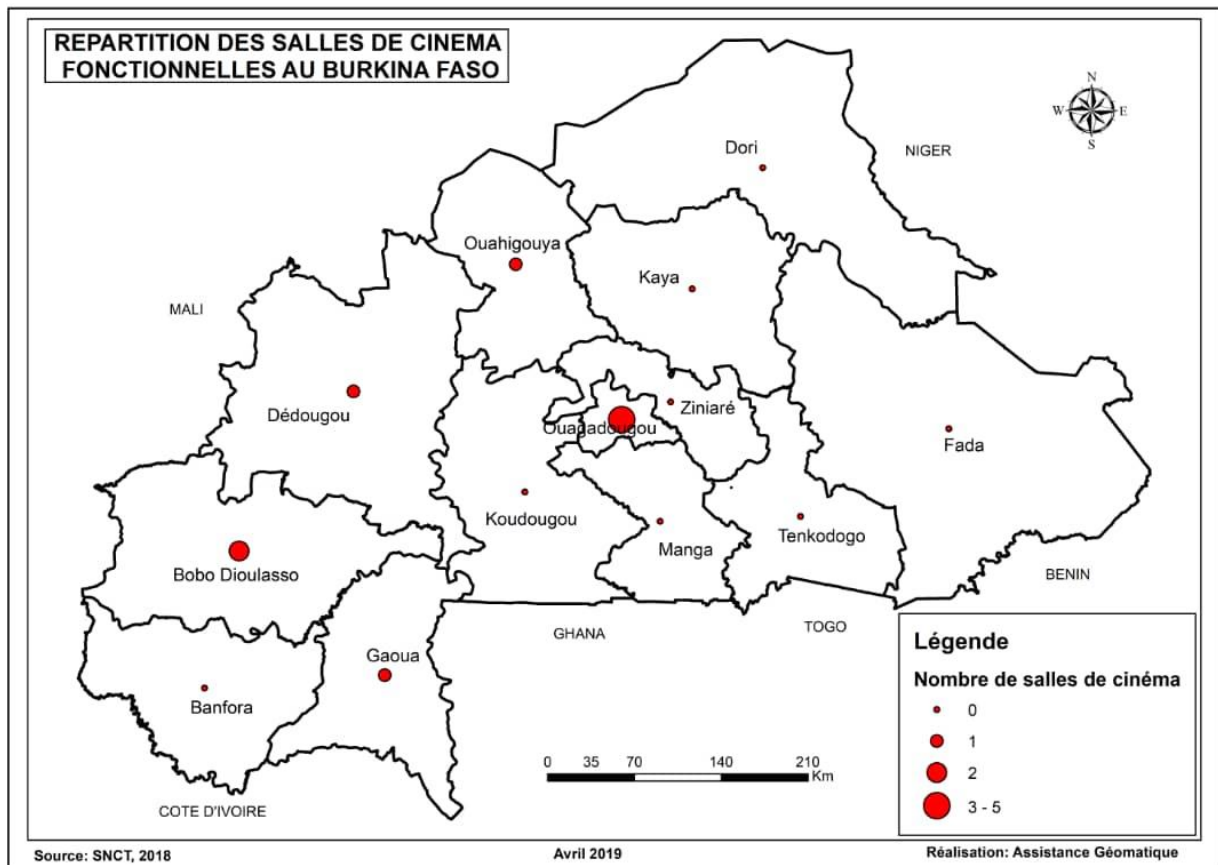 REPARTITION DES SALLES DE CINEMA
FONCTIONNELLES AU BURKINA FASO
N
W
E
S
NIGER
Dori
Ouahigouya
Kaya
MALI
Dédougou
Ziniaré
Ouagadougou
Fada
Koudougou
Manga
Tenkodogo
Bobo Dioulasso
BENIN
GHANA
TOGO
Gaoua
Banfora
COTE D'IVOIRE
0 35 70 140 210
Km
Légende
Nombre de salles de cinéma
0
1
2
3 - 5
Source: SNCT, 2018
Avril 2019
Réalisation: Assistance Géomatique